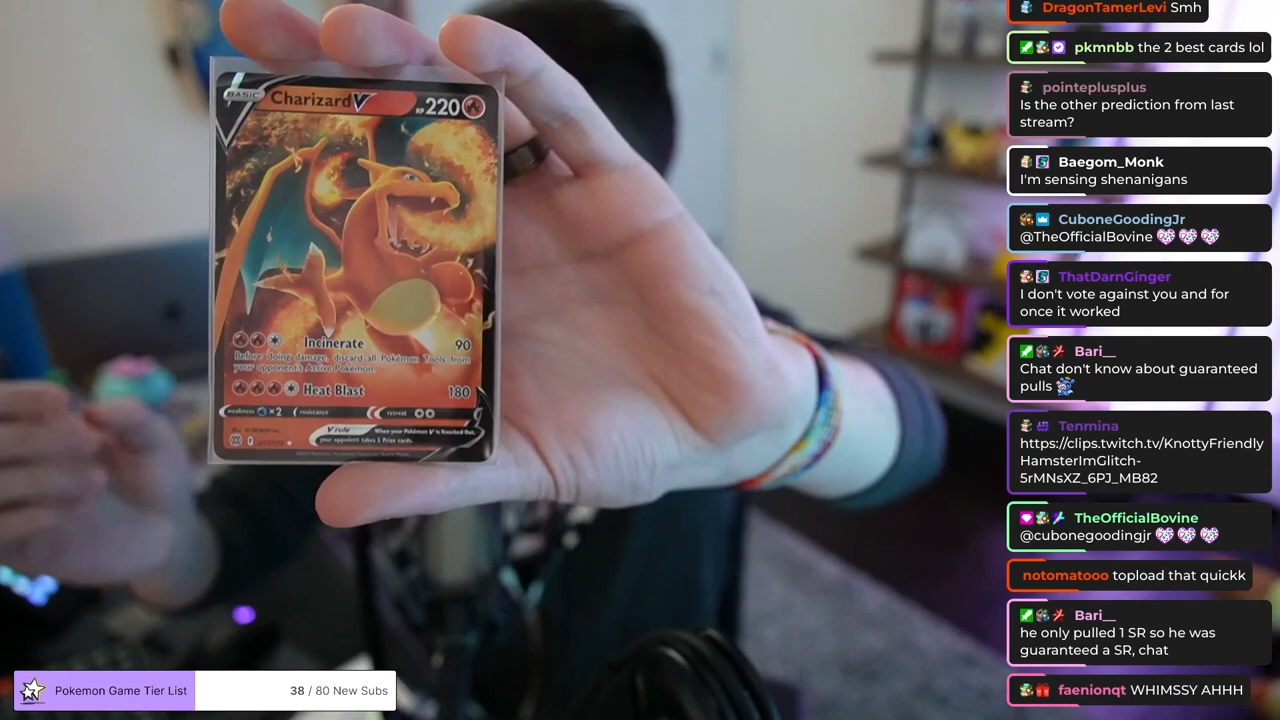 BASIC
Charizard V
HP 220
Incinerate 90
Before doing damage, discard all Pokémon Tools from
your opponent's Active Pokémon.
Heat Blast 180
weakness ×2 resistance retreat
V rule When your Pokémon V is Knocked Out,
your opponent takes 2 Prize cards.
Pokemon Game Tier List 38 / 80 New Subs
DragonTamerLevi Smh
pkmnbb the 2 best cards lol
pointeplusplus
Is the other prediction from last
stream?
Baegom_Monk
I'm sensing shenanigans
CuboneGoodingJr
@TheOfficialBovine
ThatDarnGinger
I don't vote against you and for
once it worked
Bari__
Chat don't know about guaranteed
pulls
Tenmina
https://clips.twitch.tv/KnottyFriendly
HamsterImGlitch-
5rMNsXZ_6PJ_MB82
TheOfficialBovine
@cubonegoodingjr
notomatooo topload that quickk
Bari__
he only pulled 1 SR so he was
guaranteed a SR, chat
faenionqt WHIMSSY AHHH